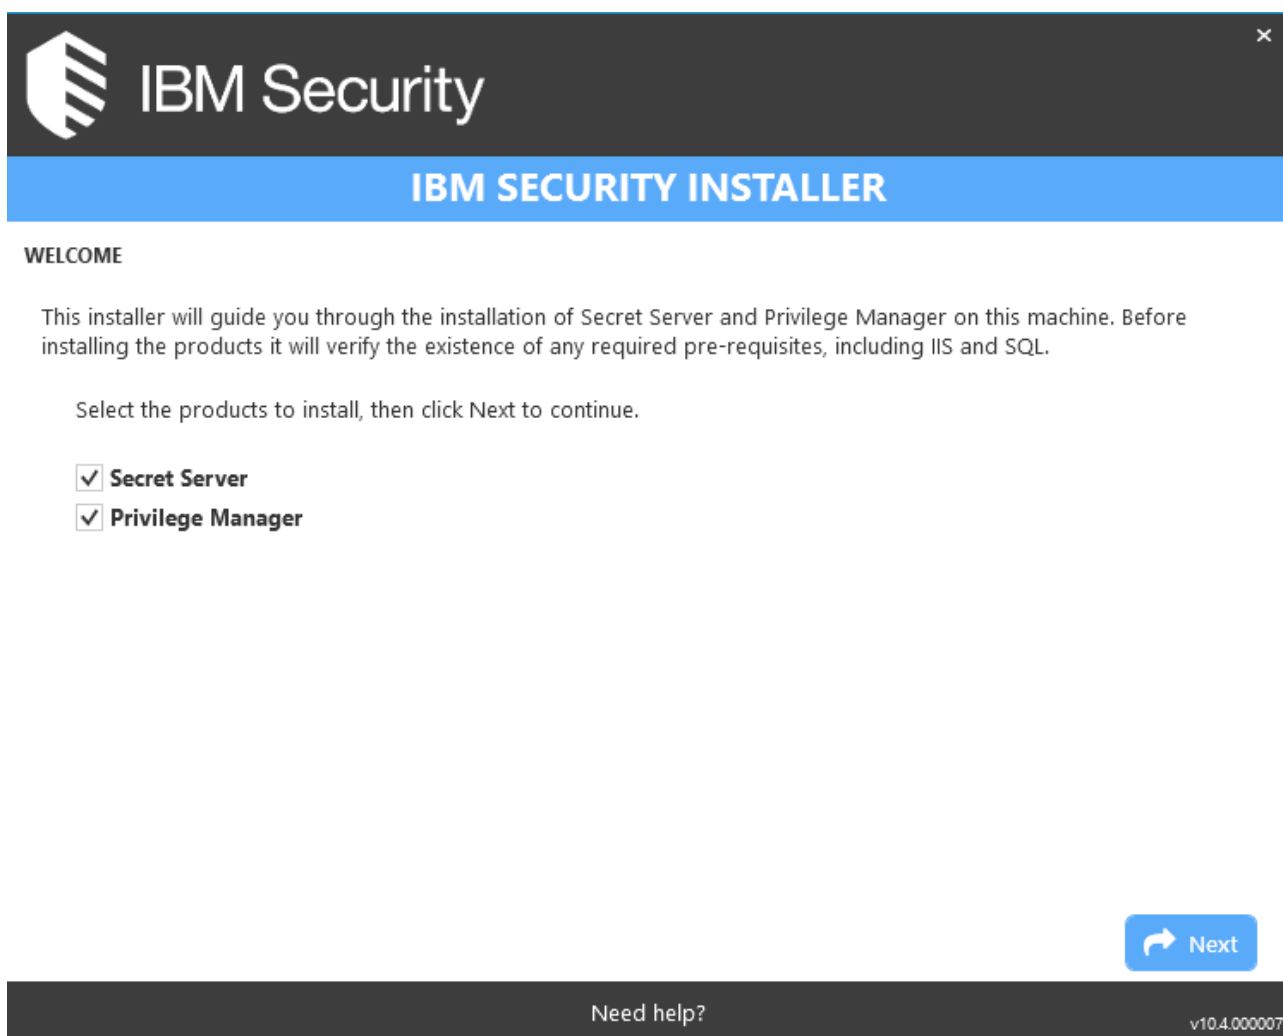 IBM Security
×
IBM SECURITY INSTALLER
WELCOME
This installer will guide you through the installation of Secret Server and Privilege Manager on this machine. Before
installing the products it will verify the existence of any required pre-requisites, including IIS and SQL.
Select the products to install, then click Next to continue.
Secret Server
Privilege Manager
Next
Need help?
v10.4.000007